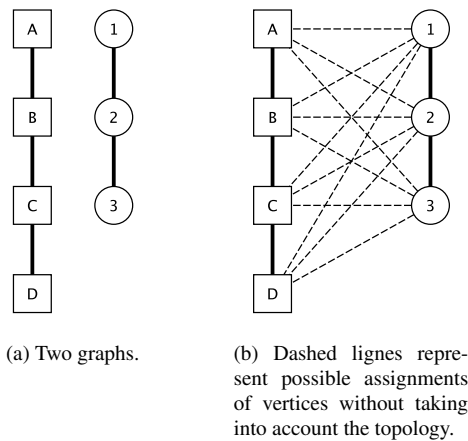 A 1
B 2
C 3
D
A 1
B 2
C 3
D
(a) Two graphs.
(b) Dashed lignes repre-
sent possible assignments
of vertices without taking
into account the topology.